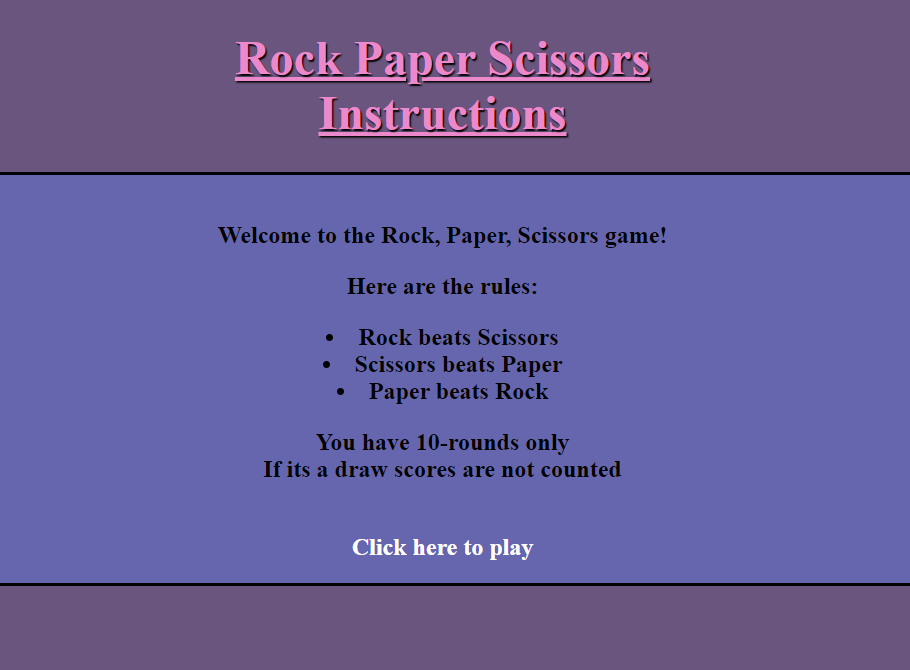 Rock Paper Scissors
Instructions
Welcome to the Rock, Paper, Scissors game!
Here are the rules:
• Rock beats Scissors
• Scissors beats Paper
• Paper beats Rock
You have 10-rounds only
If its a draw scores are not counted
Click here to play